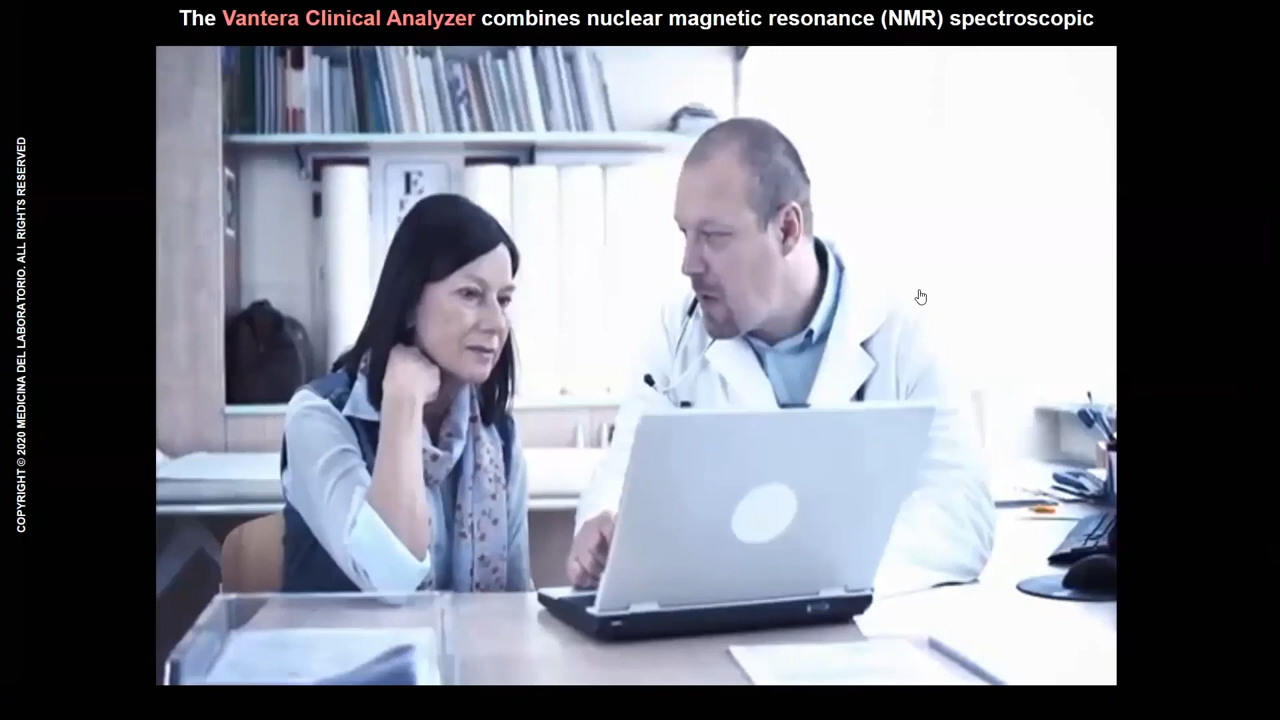 The Vantera Clinical Analyzer combines nuclear magnetic resonance (NMR) spectroscopic
COPYRIGHT © 2020 MEDICINA DEL LABORATORIO. ALL RIGHTS RESERVED
E